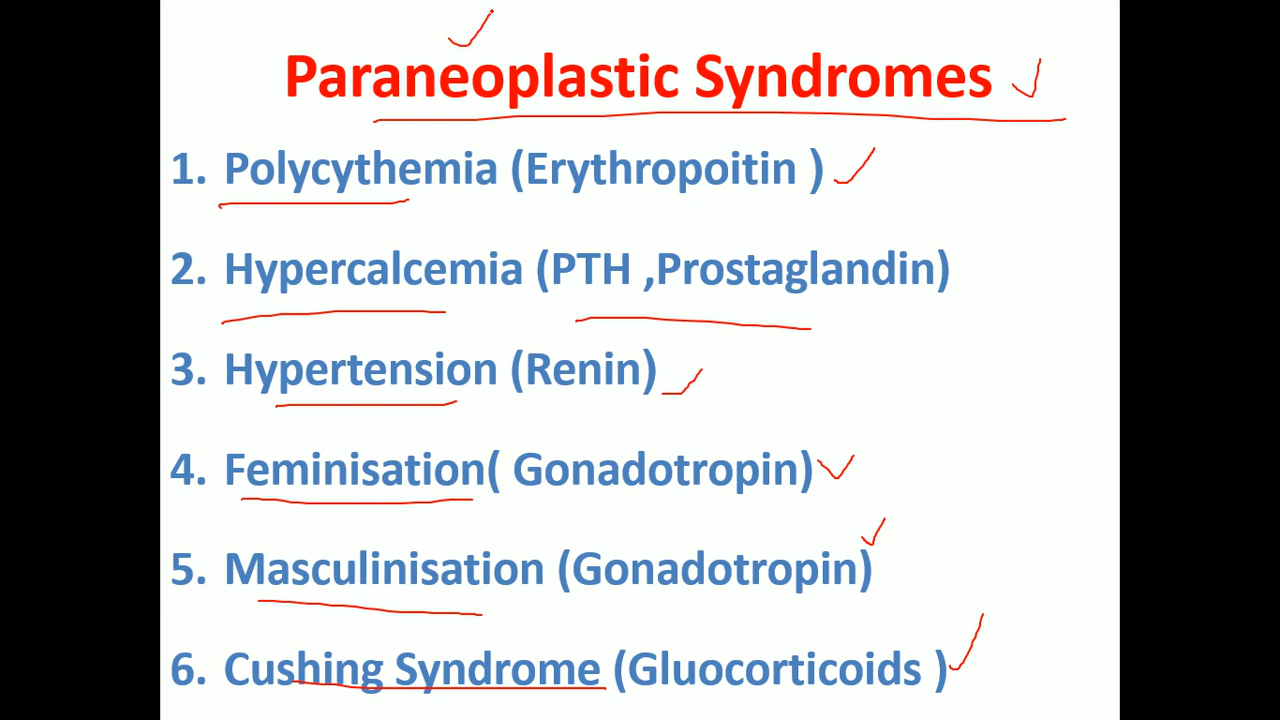 Paraneoplastic Syndromes
1. Polycythemia (Erythropoitin )
2. Hypercalcemia (PTH ,Prostaglandin)
3. Hypertension (Renin)
4. Feminisation( Gonadotropin)
5. Masculinisation (Gonadotropin)
6. Cushing Syndrome (Gluocorticoids )